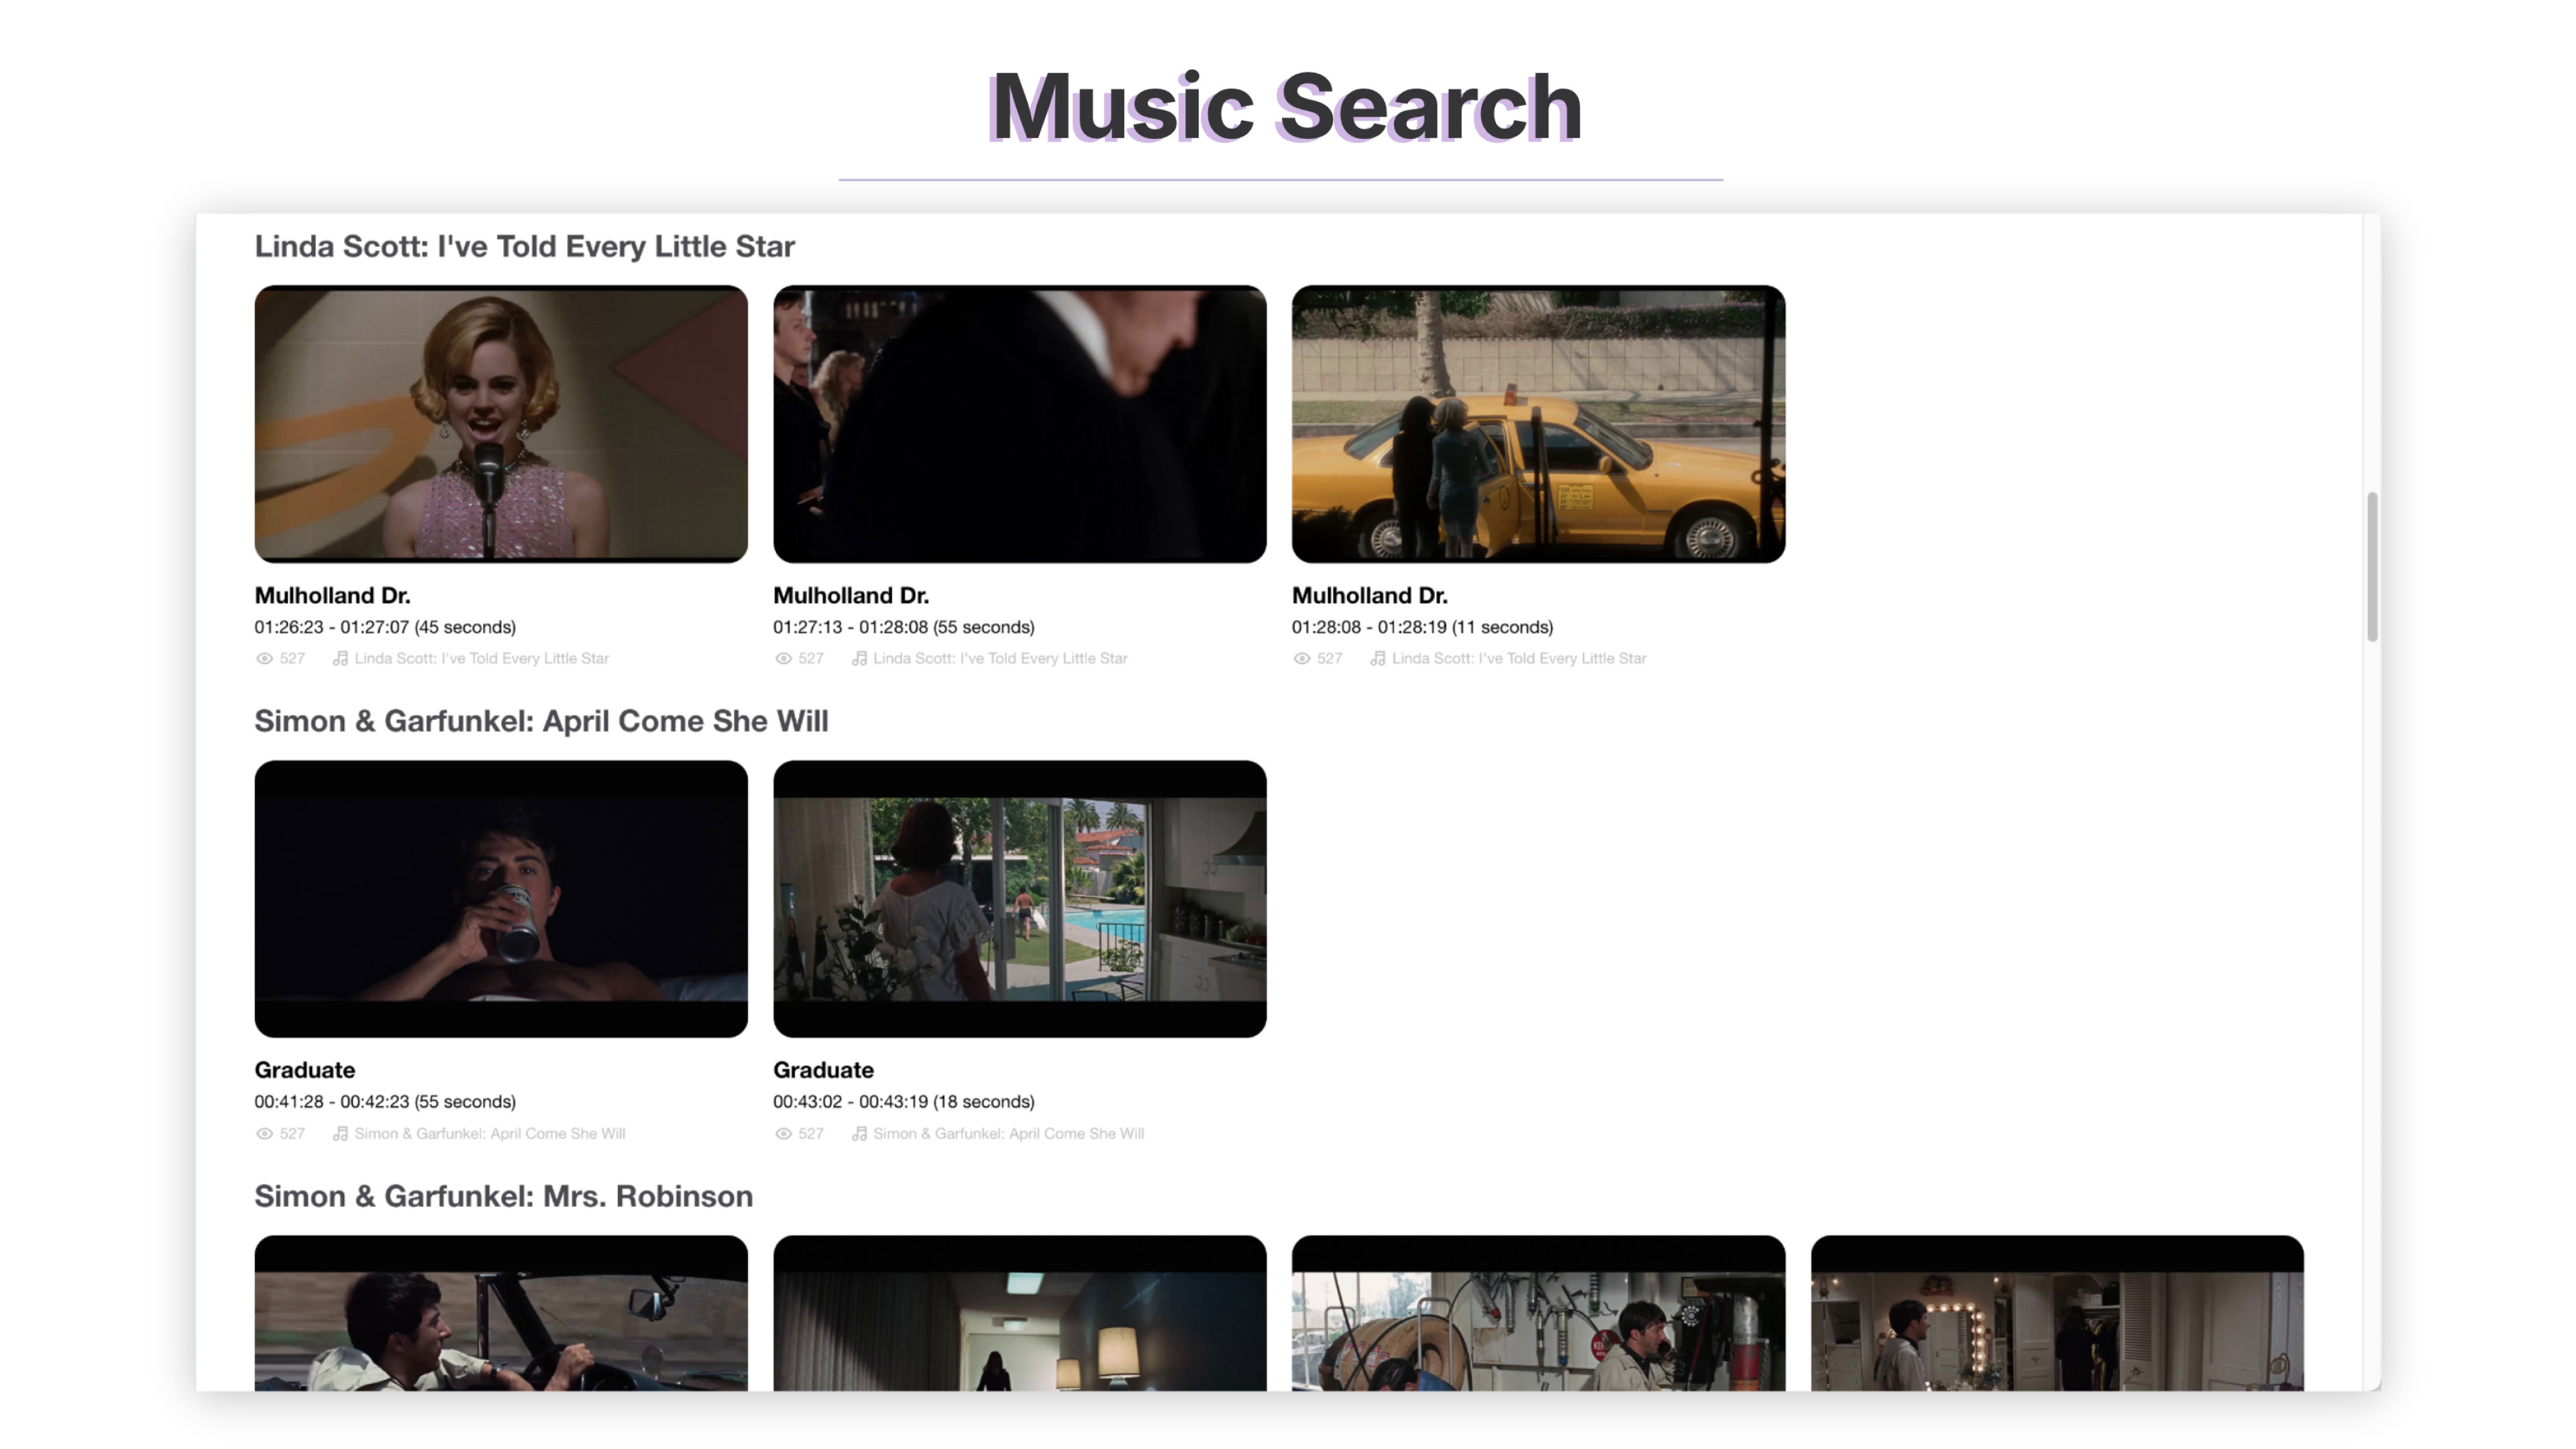 Music Search
Linda Scott: I've Told Every Little Star
Mulholland Dr.
01:26:23 - 01:27:07 (45 seconds)
527 Linda Scott: I've Told Every Little Star
Mulholland Dr.
01:27:13 - 01:28:08 (55 seconds)
527 Linda Scott: I've Told Every Little Star
Mulholland Dr.
01:28:08 - 01:28:19 (11 seconds)
527 Linda Scott: I've Told Every Little Star
Simon & Garfunkel: April Come She Will
Graduate
00:41:28 - 00:42:23 (55 seconds)
527 Simon & Garfunkel: April Come She Will
Graduate
00:43:02 - 00:43:19 (18 seconds)
527 Simon & Garfunkel: April Come She Will
Simon & Garfunkel: Mrs. Robinson